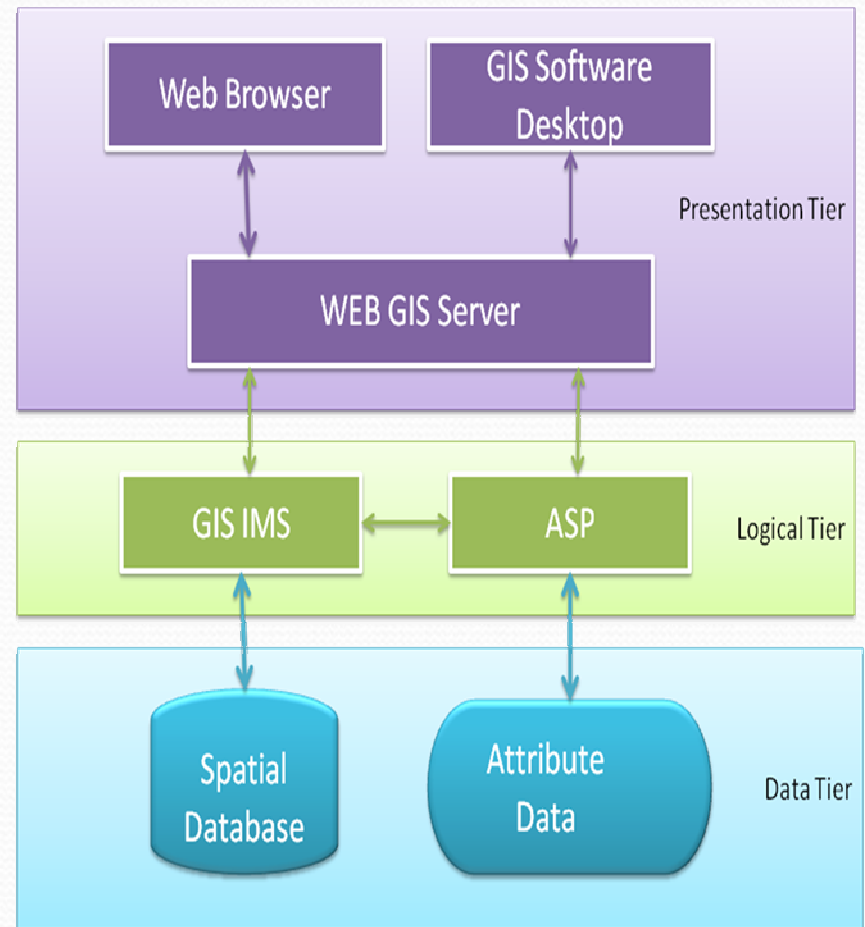 Web Browser
GIS Software
Desktop
Presentation Tier
WEB GIS Server
GIS IMS
ASP
Logical Tier
Spatial
Database
Attribute
Data
Data Tier